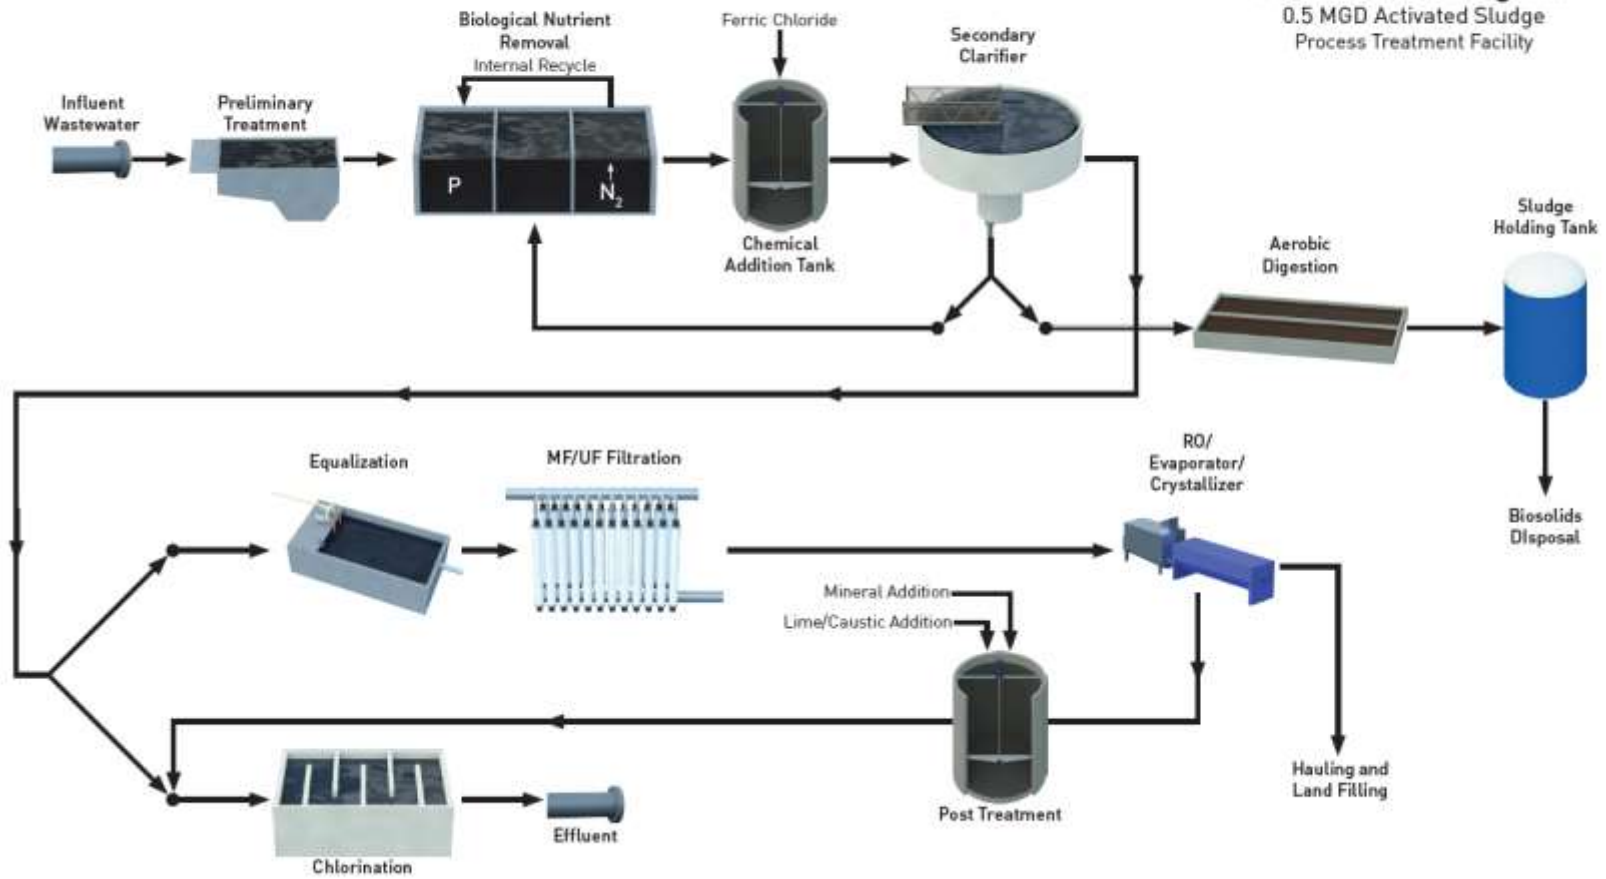 0.5 MGD Activated Sludge
Process Treatment Facility
Biological Nutrient
Removal
Internal Recycle
Ferric Chloride
Secondary
Clarifier
Influent
Wastewater
Preliminary
Treatment
P
N2
Chemical
Addition Tank
Aerobic
Digestion
Sludge
Holding Tank
Biosolids
DIsposal
Equalization
MF/UF Filtration
RO/
Evaporator/
Crystallizer
Mineral Addition
Lime/Caustic Addition
Post Treatment
Hauling and
Land Filling
Chlorination
Effluent